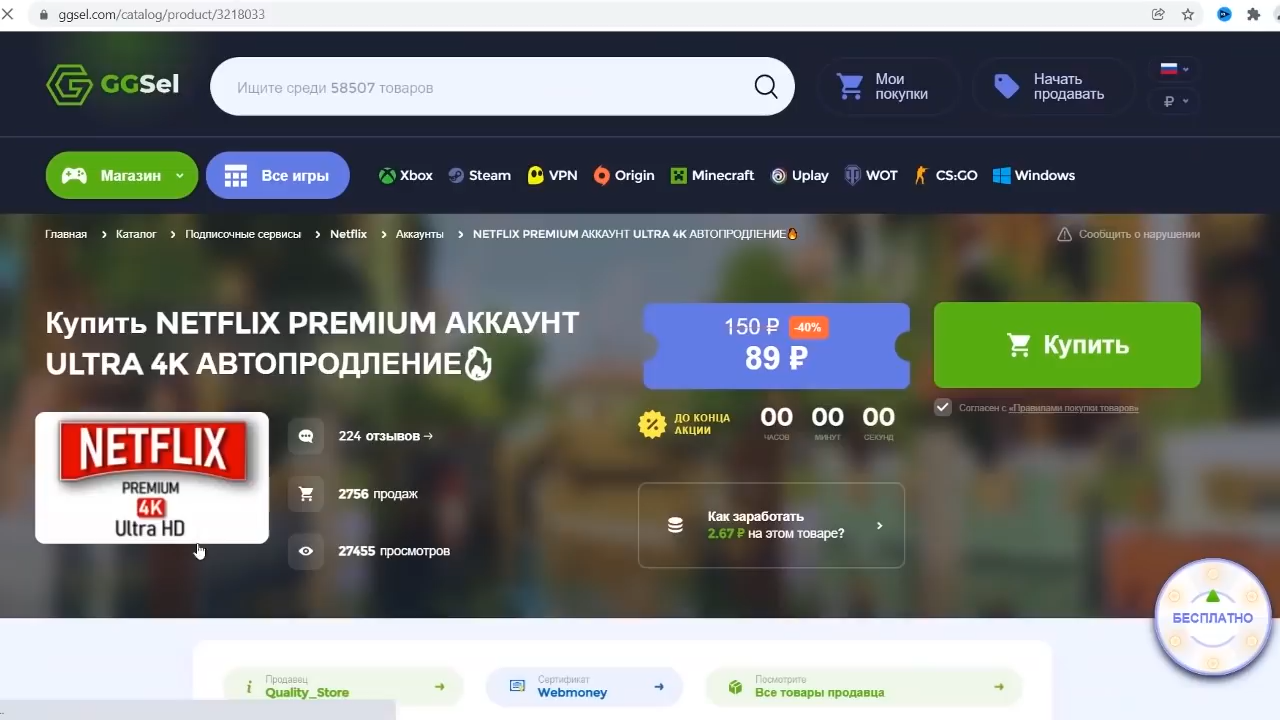 ggsel.com/catalog/product/3218033
GGSel
Ищите среди 58507 товаров
Мои
покупки
Начать
продавать
₽
Магазин
Все игры
Xbox
Steam
VPN
Origin
Minecraft
Uplay
WOT
CS:GO
Windows
Главная > Каталог > Подписочные сервисы > Netflix > Аккаунты > NETFLIX PREMIUM АККАУНТ ULTRA 4K АВТОПРОДЛЕНИЕ🔥
Сообщить о нарушении
Купить NETFLIX PREMIUM АККАУНТ
ULTRA 4K АВТОПРОДЛЕНИЕ🔥
150 ₽ -40%
89 ₽
Купить
Согласен с «Правилами покупки товаров»
ДО КОНЦА
АКЦИИ
00 00 00
ЧАСОВ МИНУТ СЕКУНД
NETFLIX
PREMIUM
4K
Ultra HD
224 отзывов →
2756 продаж
27455 просмотров
Как заработать
2.67 ₽ на этом товаре?
БЕСПЛАТНО
Продавец
Quality_Store
Сертификат
Webmoney
Посмотрите
Все товары продавца